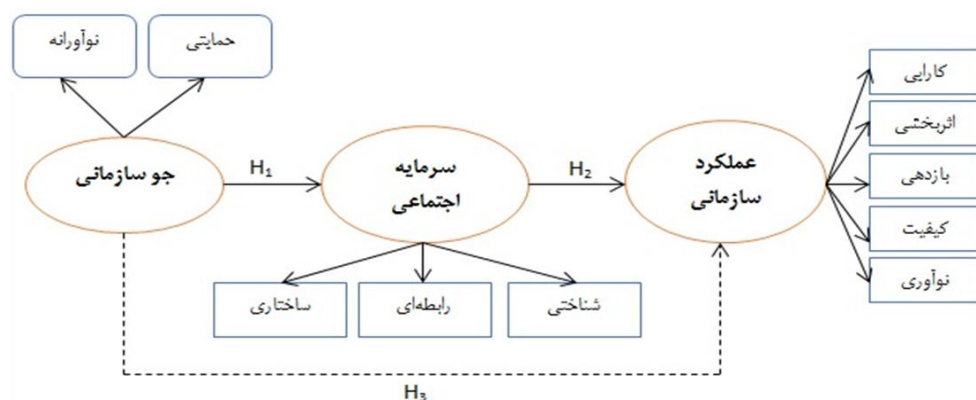 نوآورانه
حمایتی
جو سازمانی
H₁
سرمایه
اجتماعی
H₂
عملکرد
سازمانی
کارایی
اثربخشی
بازدهی
کیفیت
نوآوری
ساختاری
رابطه‌ای
شناختی
H₃